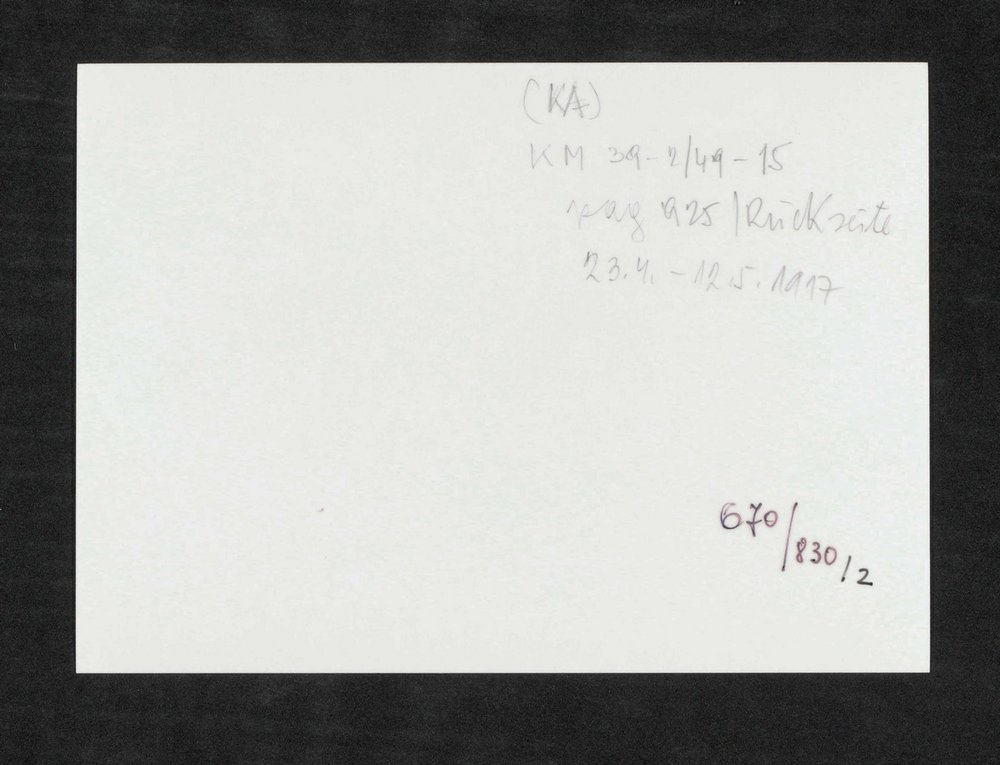 (KA)
KM 39-2/49-15
pag 925/Rückseite
23.4.-12.5.1917
670/830/2